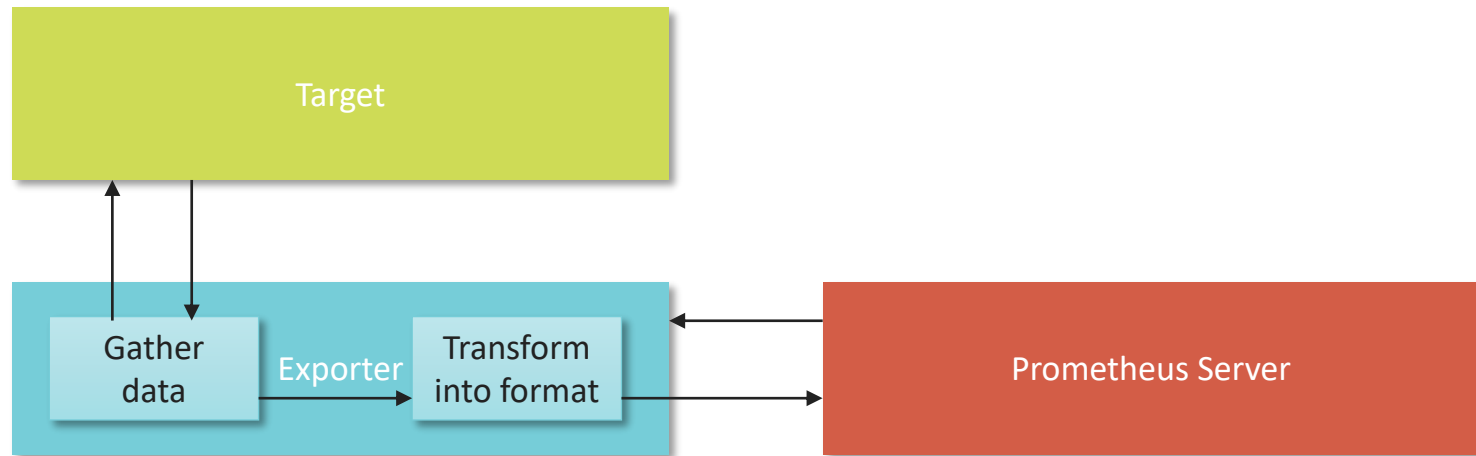 Target
Gather
data
Exporter
Transform
into format
Prometheus Server